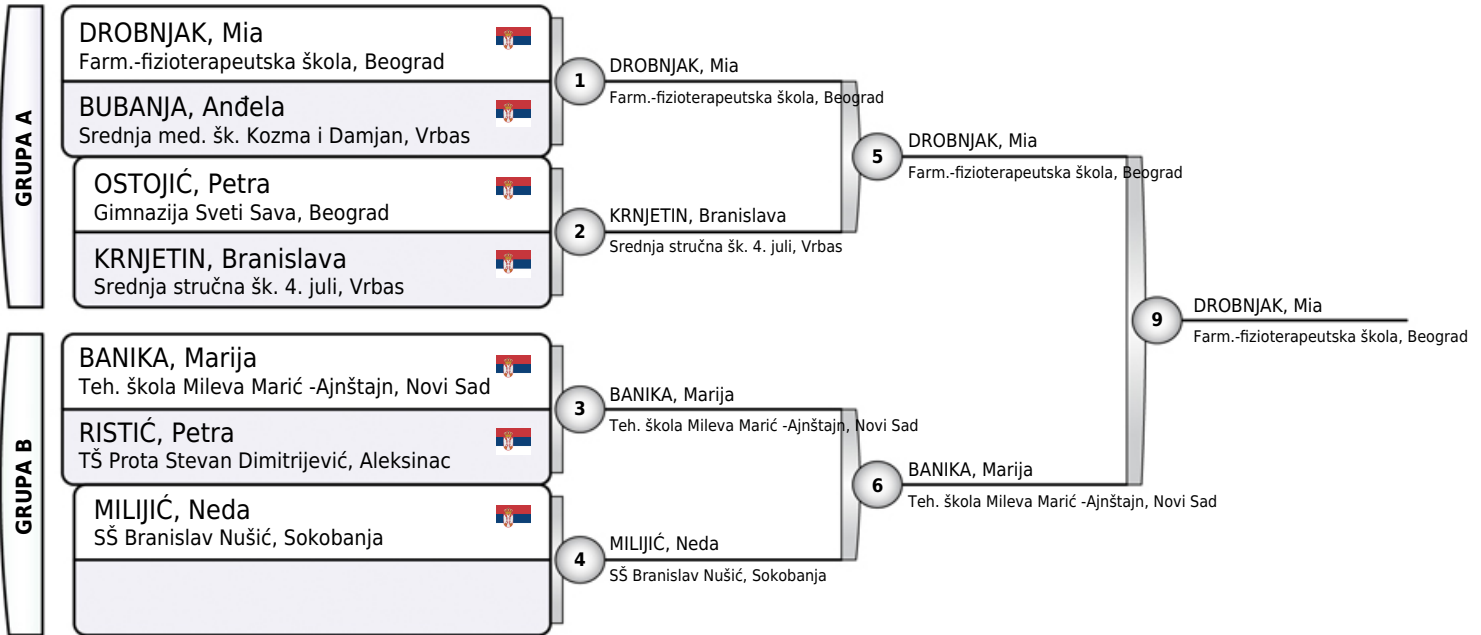 GRUPA A
DROBNJAK, Mia
Farm.-fizioterapeutska škola, Beograd
BUBANJA, Anđela
Srednja med. šk. Kozma i Damjan, Vrbas
OSTOJIĆ, Petra
Gimnazija Sveti Sava, Beograd
KRNJETIN, Branislava
Srednja stručna šk. 4. juli, Vrbas
GRUPA B
BANIKA, Marija
Teh. škola Mileva Marić -Ajnštajn, Novi Sad
RISTIĆ, Petra
TŠ Prota Stevan Dimitrijević, Aleksinac
MILIJIĆ, Neda
SŠ Branislav Nušić, Sokobanja
1
DROBNJAK, Mia
Farm.-fizioterapeutska škola, Beograd
2
KRNJETIN, Branislava
Srednja stručna šk. 4. juli, Vrbas
3
BANIKA, Marija
Teh. škola Mileva Marić -Ajnštajn, Novi Sad
4
MILIJIĆ, Neda
SŠ Branislav Nušić, Sokobanja
5
DROBNJAK, Mia
Farm.-fizioterapeutska škola, Beograd
6
BANIKA, Marija
Teh. škola Mileva Marić -Ajnštajn, Novi Sad
9
DROBNJAK, Mia
Farm.-fizioterapeutska škola, Beograd